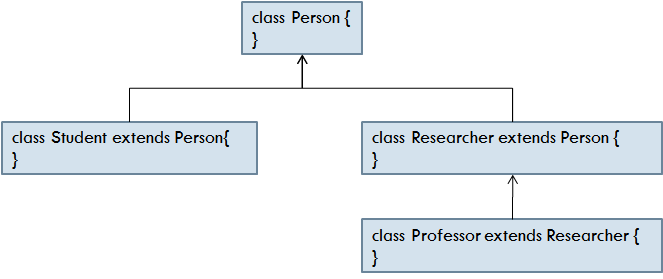 class Person {
}
class Student extends Person{
}
class Researcher extends Person {
}
class Professor extends Researcher {
}